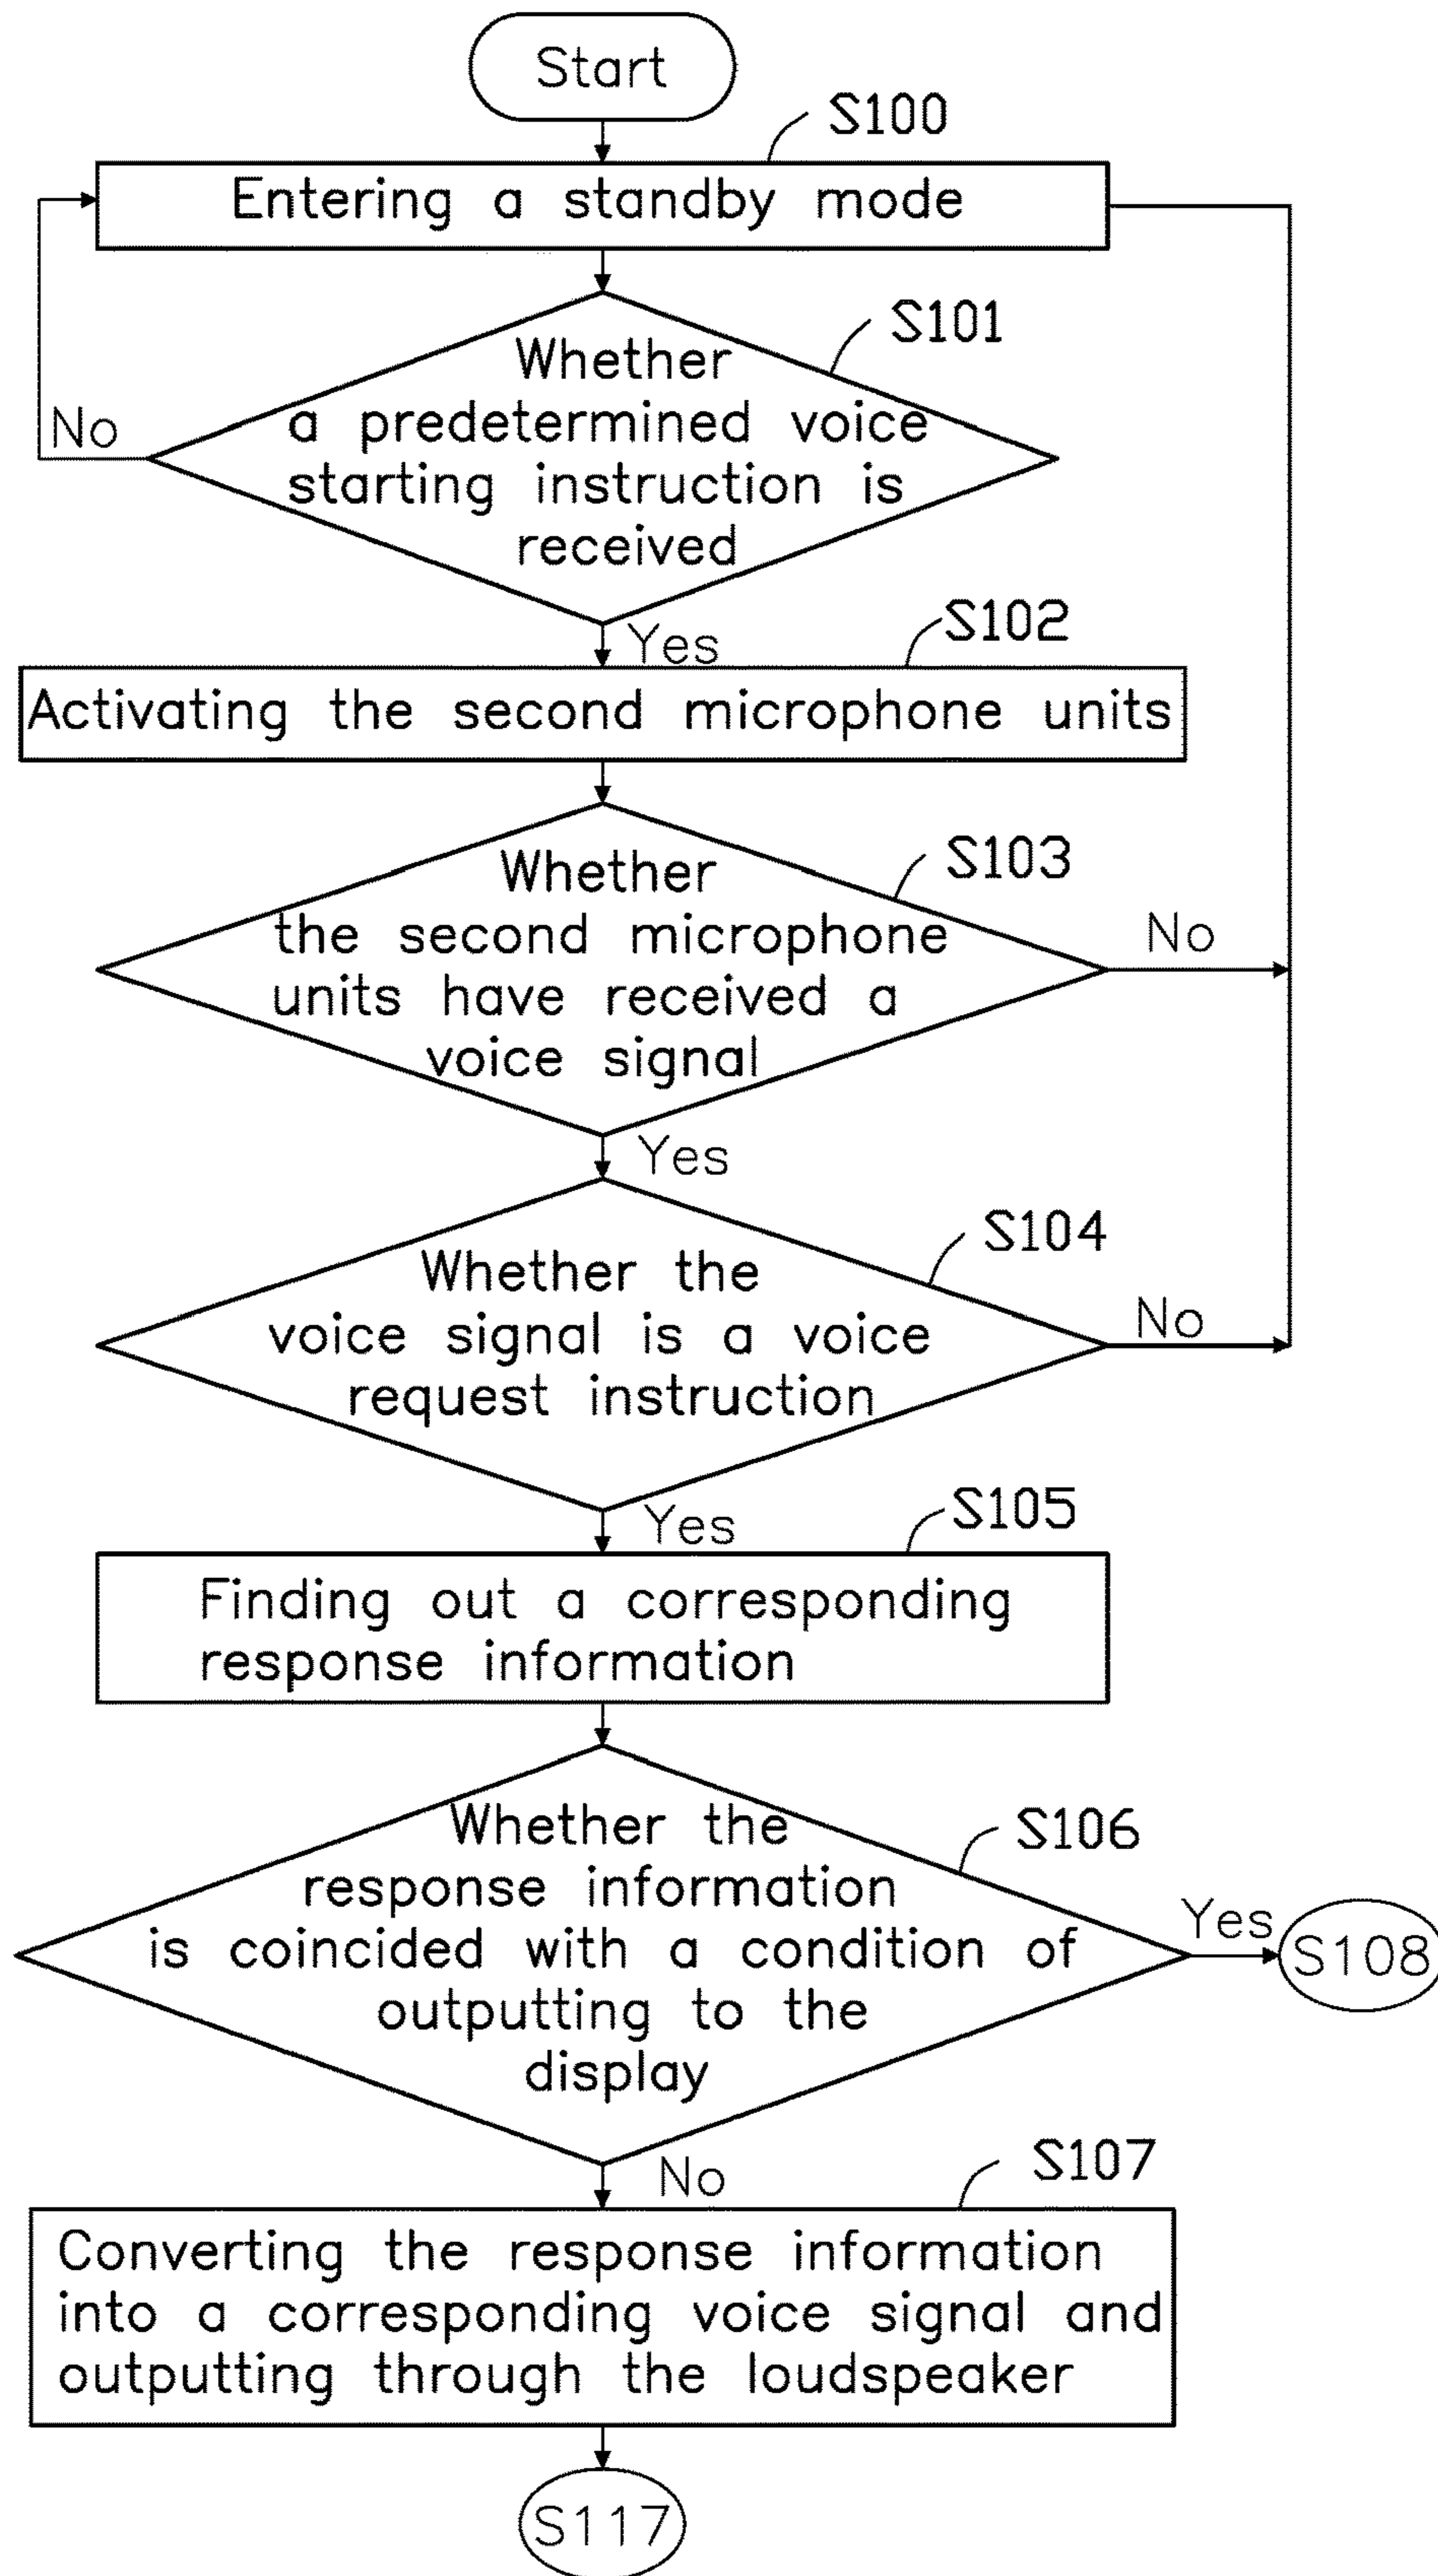 Start
S100
Entering a standby mode
S101
Whether
a predetermined voice
starting instruction is
received
No
Yes
S102
Activating the second microphone units
S103
Whether
the second microphone
units have received a
voice signal
No
Yes
S104
Whether the
voice signal is a voice
request instruction
No
Yes
S105
Finding out a corresponding
response information
S106
Whether the
response information
is coincided with a condition of
outputting to the
display
Yes
S108
No
S107
Converting the response information
into a corresponding voice signal and
outputting through the loudspeaker
S117